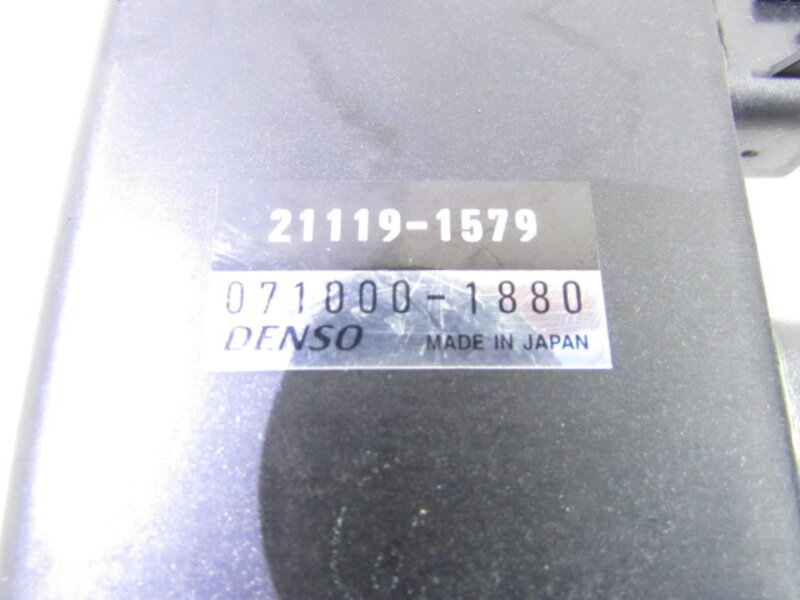 21119-1579
071000-1880
DENSO MADE IN JAPAN